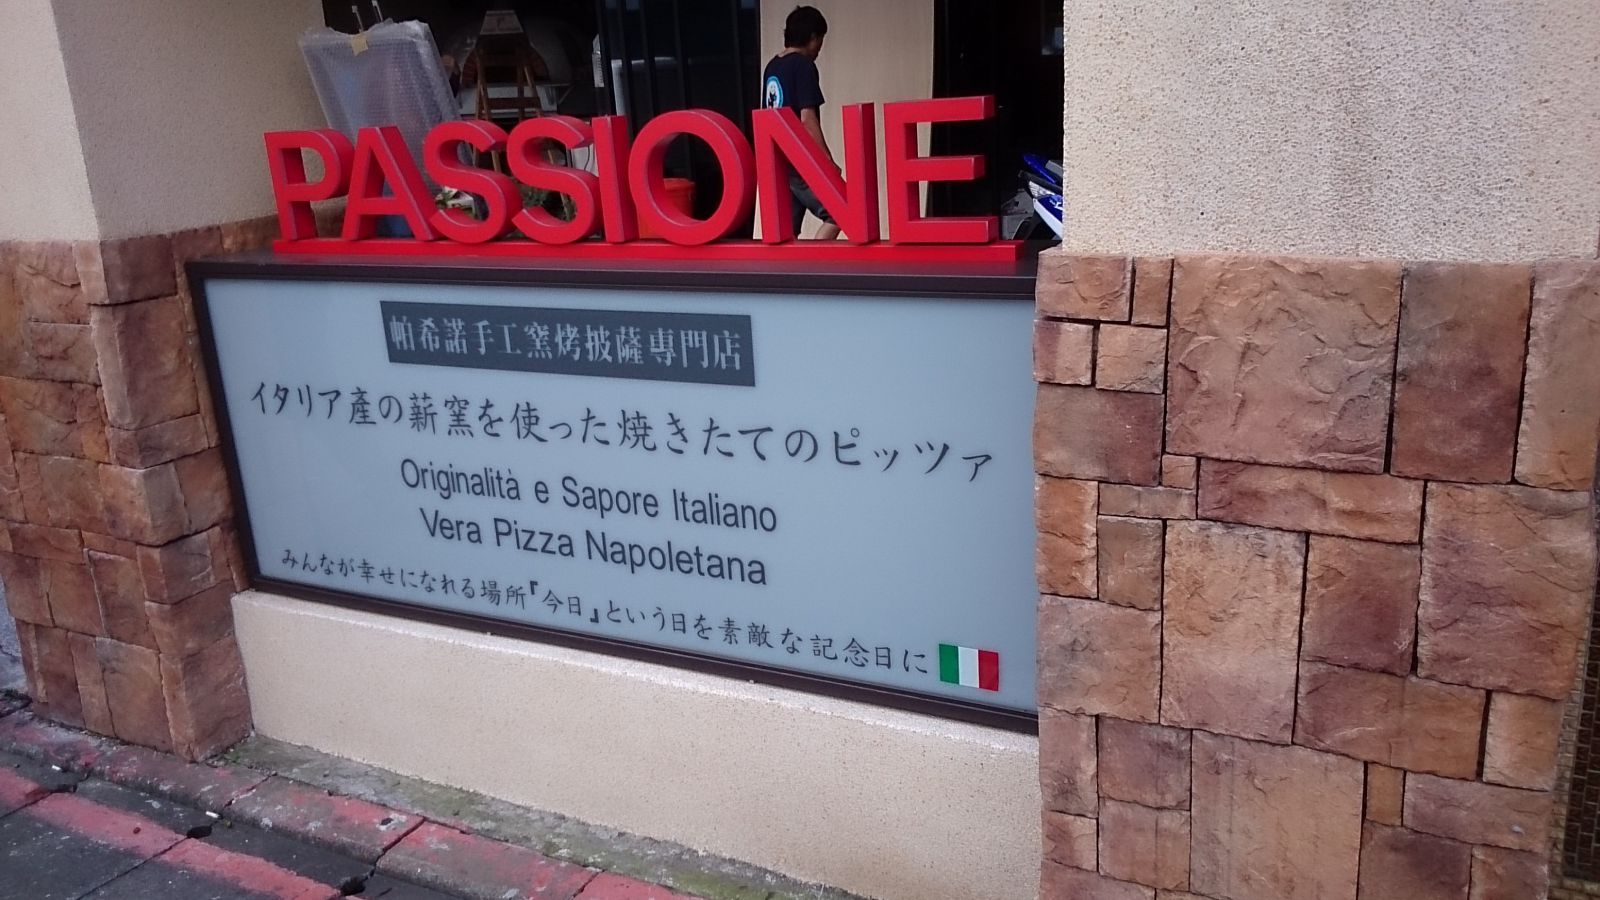 PASSIONE
帕希諾手工窯烤披薩專門店
イタリア產の薪窯を使った焼きたてのピッツァ
Originalità e Sapore Italiano
Vera Pizza Napoletana
みんなが幸せになれる場所『今日』という日を素敵な記念日に